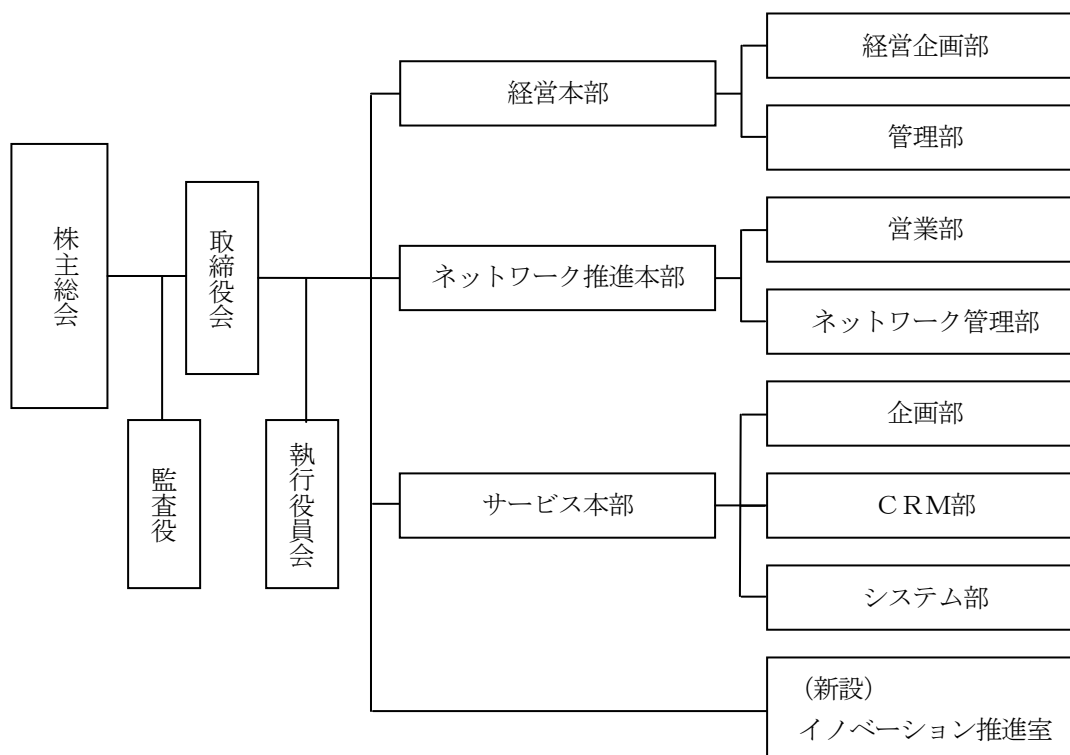 株主総会
監査役
取締役会
執行役員会
経営本部
経営企画部
管理部
ネットワーク推進本部
営業部
ネットワーク管理部
サービス本部
企画部
ＣＲＭ部
システム部
（新設）
イノベーション推進室